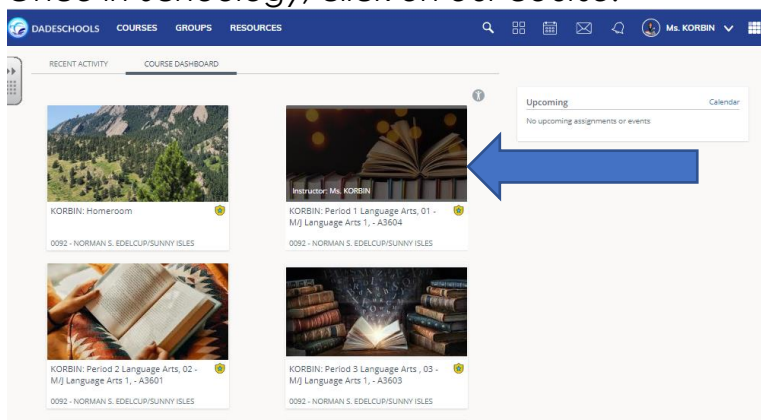 Once in Schoology, click on our course.
DADESCHOOLS COURSES GROUPS RESOURCES Ms. KORBIN
RECENT ACTIVITY COURSE DASHBOARD
Upcoming Calendar
No upcoming assignments or events
Instructor: Ms. KORBIN
KORBIN: Homeroom
0092 - NORMAN S. EDELCUP/SUNNY ISLES
KORBIN: Period 1 Language Arts, 01 -
M/J Language Arts 1, - A3604
0092 - NORMAN S. EDELCUP/SUNNY ISLES
KORBIN: Period 2 Language Arts, 02 -
M/J Language Arts 1, - A3601
0092 - NORMAN S. EDELCUP/SUNNY ISLES
KORBIN: Period 3 Language Arts , 03 -
M/J Language Arts 1, - A3603
0092 - NORMAN S. EDELCUP/SUNNY ISLES